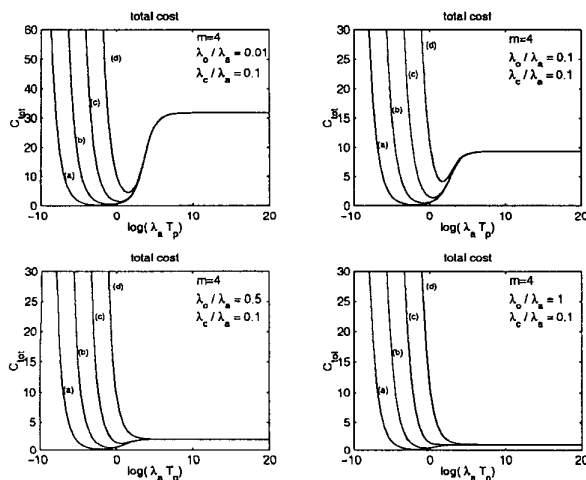 total cost
m=4
λo / λa = 0.01
λc / λa = 0.1
(a)
(b)
(c)
(d)
Ctot
60
50
40
30
20
10
0
-10
0
10
20
log( λa Tp )
total cost
m=4
λo / λa = 0.1
λc / λa = 0.1
(a)
(b)
(c)
(d)
Ctot
30
25
20
15
10
5
0
-10
0
10
20
log( λa Tp )
total cost
m=4
λo / λa = 0.5
λc / λa = 0.1
(a)
(b)
(c)
(d)
Ctot
30
25
20
15
10
5
0
-10
0
10
20
log( λa Tp )
total cost
m=4
λo / λa = 1
λc / λa = 0.1
(a)
(b)
(c)
(d)
Ctot
30
25
20
15
10
5
0
-10
0
10
20
log( λa Tp )